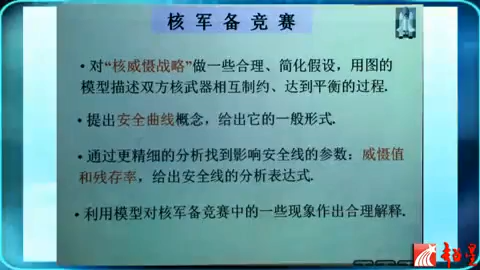 核军备竞赛
·对“核威慑战略”做一些合理、简化假设，用图的
模型描述双方核武器相互制约、达到平衡的过程.
·提出安全曲线概念，给出它的一般形式.
·通过更精细的分析找到影响安全线的参数：威慑值
和残存率，给出安全线的分析表达式.
·利用模型对核军备竞赛中的一些现象作出合理解释.